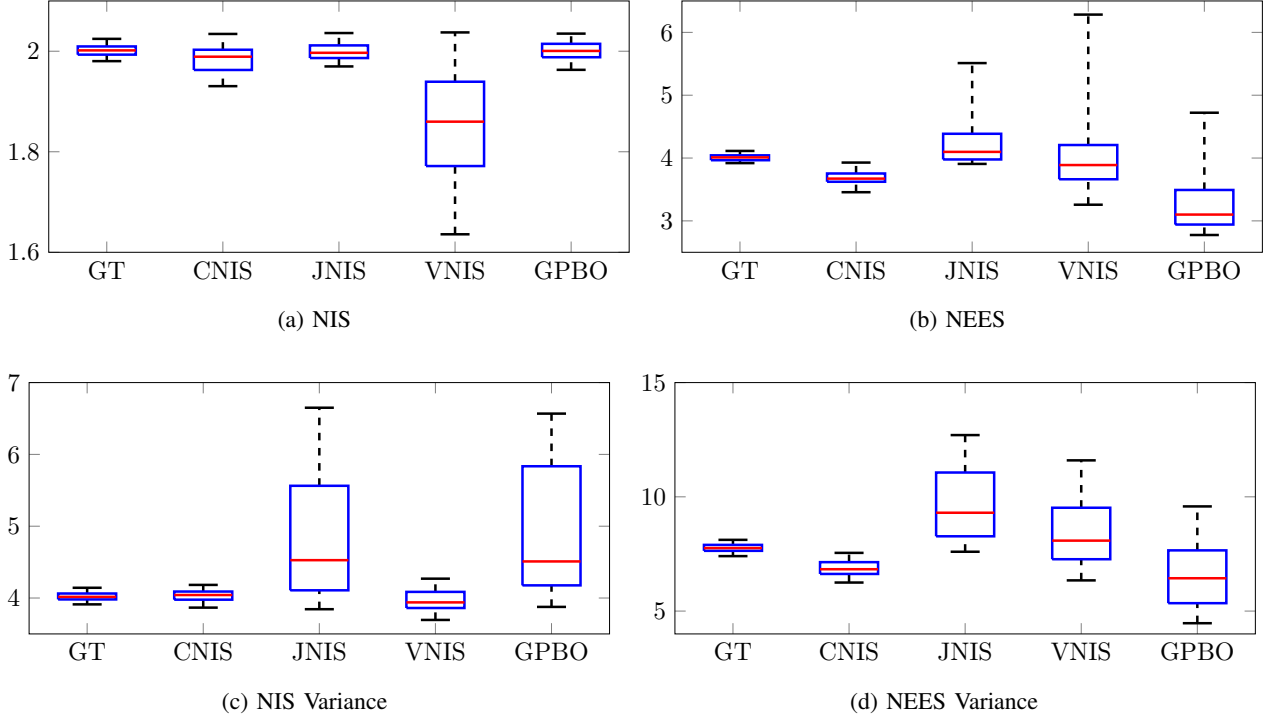 2
1.8
1.6
GT CNIS JNIS VNIS GPBO
(a) NIS
6
5
4
3
GT CNIS JNIS VNIS GPBO
(b) NEES
7
6
5
4
GT CNIS JNIS VNIS GPBO
(c) NIS Variance
15
10
5
GT CNIS JNIS VNIS GPBO
(d) NEES Variance